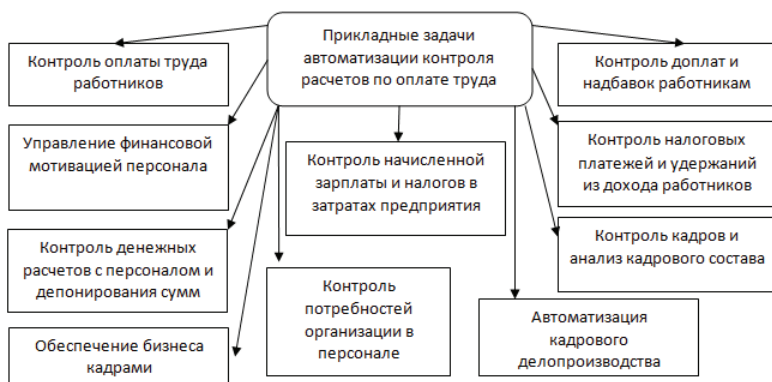 Прикладные задачи
автоматизации контроля
расчетов по оплате труда
Контроль оплаты труда
работников
Контроль доплат и
надбавок работникам
Управление финансовой
мотивацией персонала
Контроль начисленной
зарплаты и налогов в
затратах предприятия
Контроль налоговых
платежей и удержаний
из дохода работников
Контроль денежных
расчетов с персоналом и
депонирования сумм
Контроль кадров и
анализ кадрового состава
Контроль
потребностей
организации в
персонале
Автоматизация
кадрового
делопроизводства
Обеспечение бизнеса
кадрами